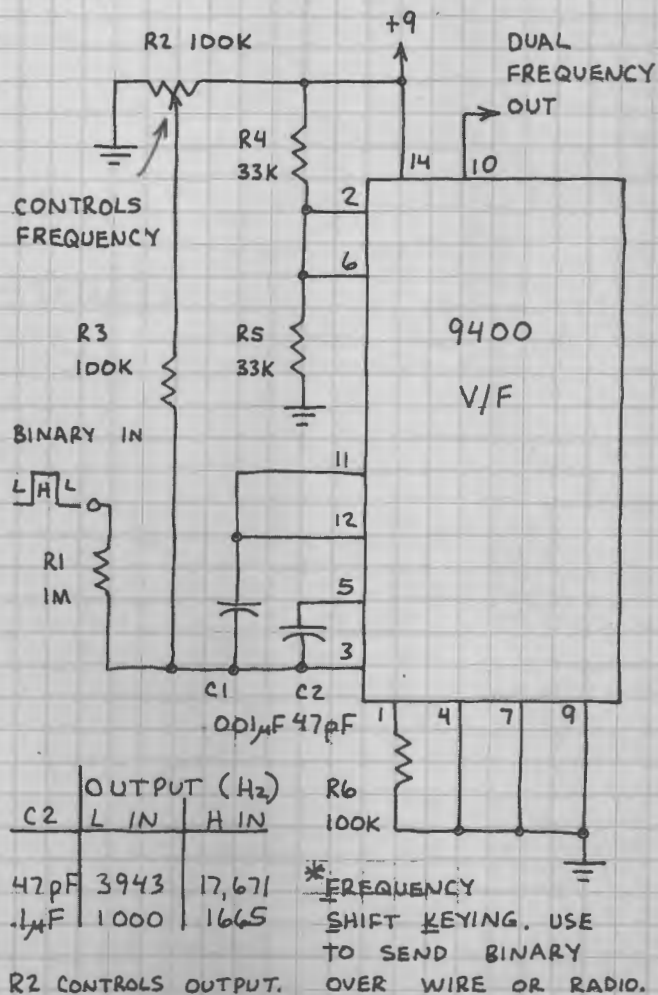 R2 100K
+9
DUAL
FREQUENCY
OUT
R4
33K
14
10
CONTROLS
FREQUENCY
2
6
R3
100K
R5
33K
9400
V/F
BINARY IN
L H L
11
12
R1
1M
5
3
C1
C2
0.01µF 47pF
1
4
7
9
R6
100K
OUTPUT (Hz)
C2 L IN H IN
47pF 3943 17,671
.1µF 1000 1665
R2 CONTROLS OUTPUT.
*FREQUENCY
SHIFT KEYING. USE
TO SEND BINARY
OVER WIRE OR RADIO.